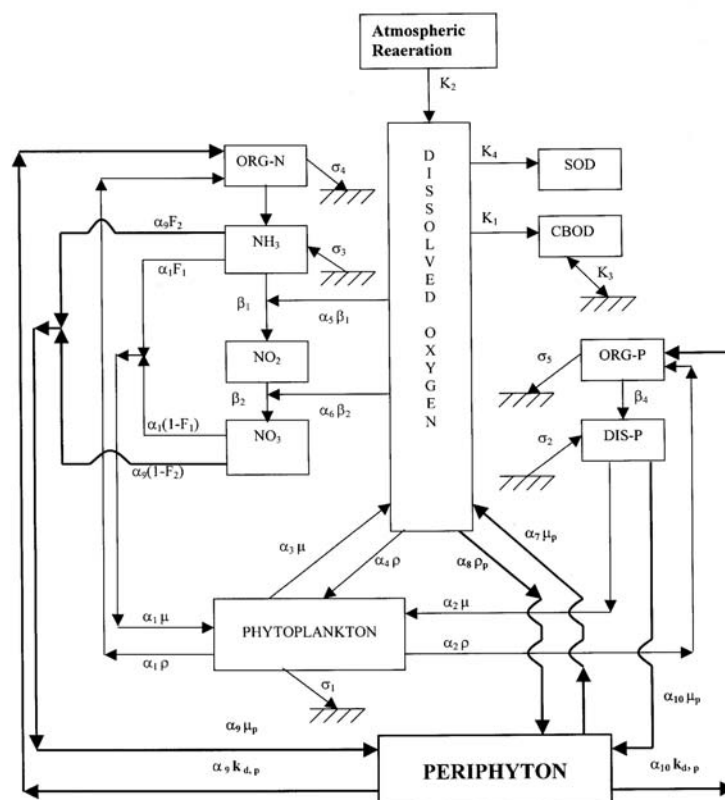 Atmospheric
Reaeration
K₂
ORG-N
σ₄
K₄
SOD
α₉F₂
NH₃
σ₃
K₁
CBOD
α₁F₁
K₃
β₁
α₅ β₁
DISSOLVED OXYGEN
NO₂
σ₅
ORG-P
β₂
α₆ β₂
β₄
α₁(1-F₁)
NO₃
σ₂
DIS-P
α₉(1-F₂)
α₃ μ
α₄ ρ
α₈ ρₚ
α₇ μₚ
α₁ μ
PHYTOPLANKTON
α₂ μ
α₁ ρ
α₂ ρ
σ₁
α₁₀ μₚ
α₉ μₚ
α₉ k d, p
PERIPHYTON
α₁₀ k d, p